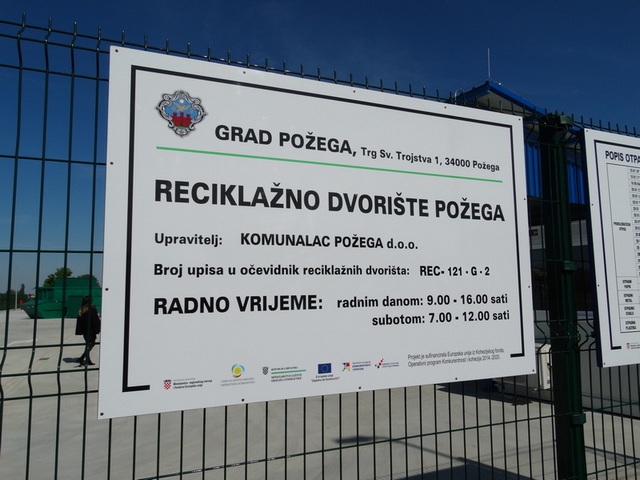 GRAD POŽEGA, Trg Sv. Trojstva 1, 34000 Požega
RECIKLAŽNO DVORIŠTE POŽEGA
Upravitelj: KOMUNALAC POŽEGA d.o.o.
Broj upisa u očevidnik reciklažnih dvorišta: REC- 121 - G - 2
RADNO VRIJEME: radnim danom: 9.00 - 16.00 sati
subotom: 7.00 - 12.00 sati
Projekt je sufinancirala Europska unija iz Kohezijskog fonda,
Operativni program Konkurentnost i kohezija 2014.-2020.
POPIS